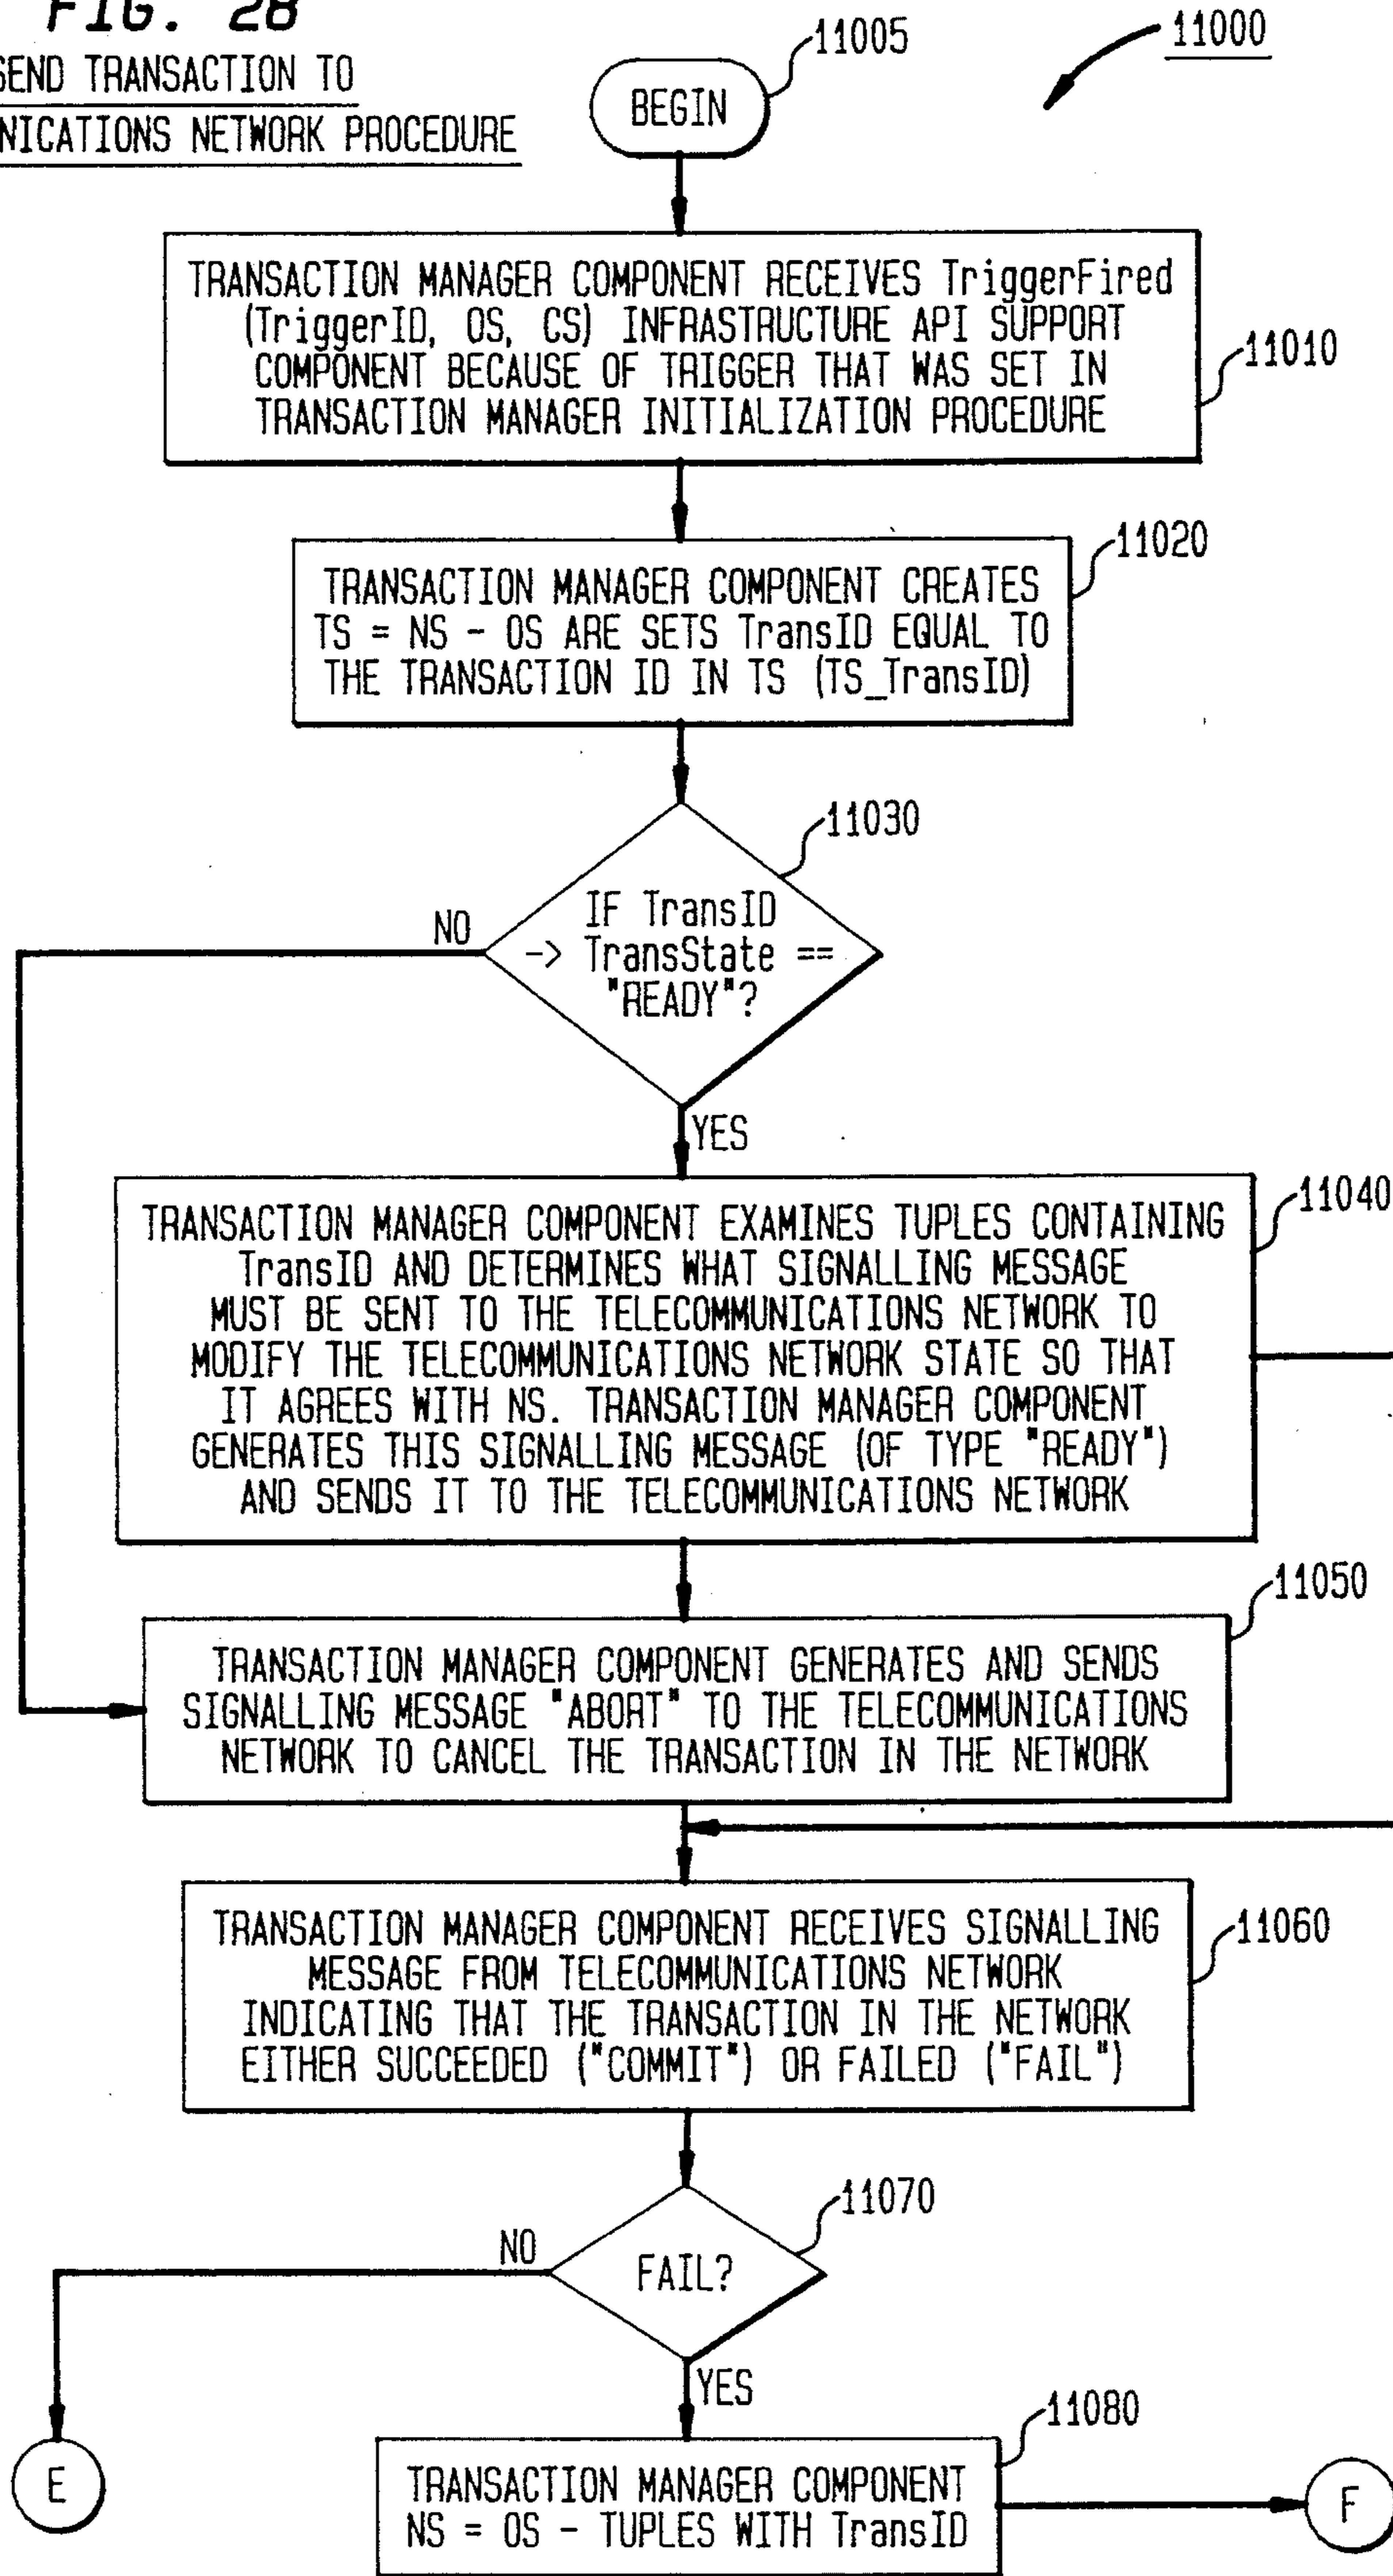 FIG. 28
SEND TRANSACTION TO
NICATIONS NETWORK PROCEDURE
11000
11005
BEGIN
TRANSACTION MANAGER COMPONENT RECEIVES TriggerFired
(TriggerID, OS, CS) INFRASTRUCTURE API SUPPORT
COMPONENT BECAUSE OF TRIGGER THAT WAS SET IN
TRANSACTION MANAGER INITIALIZATION PROCEDURE
11010
11020
TRANSACTION MANAGER COMPONENT CREATES
TS = NS - OS ARE SETS TransID EQUAL TO
THE TRANSACTION ID IN TS (TS_TransID)
11030
NO
IF TransID
-> TransState ==
"READY"?
YES
11040
TRANSACTION MANAGER COMPONENT EXAMINES TUPLES CONTAINING
TransID AND DETERMINES WHAT SIGNALLING MESSAGE
MUST BE SENT TO THE TELECOMMUNICATIONS NETWORK TO
MODIFY THE TELECOMMUNICATIONS NETWORK STATE SO THAT
IT AGREES WITH NS. TRANSACTION MANAGER COMPONENT
GENERATES THIS SIGNALLING MESSAGE (OF TYPE "READY")
AND SENDS IT TO THE TELECOMMUNICATIONS NETWORK
11050
TRANSACTION MANAGER COMPONENT GENERATES AND SENDS
SIGNALLING MESSAGE "ABORT" TO THE TELECOMMUNICATIONS
NETWORK TO CANCEL THE TRANSACTION IN THE NETWORK
11060
TRANSACTION MANAGER COMPONENT RECEIVES SIGNALLING
MESSAGE FROM TELECOMMUNICATIONS NETWORK
INDICATING THAT THE TRANSACTION IN THE NETWORK
EITHER SUCCEEDED ("COMMIT") OR FAILED ("FAIL")
11070
NO
FAIL?
YES
11080
E
TRANSACTION MANAGER COMPONENT
NS = OS - TUPLES WITH TransID
F